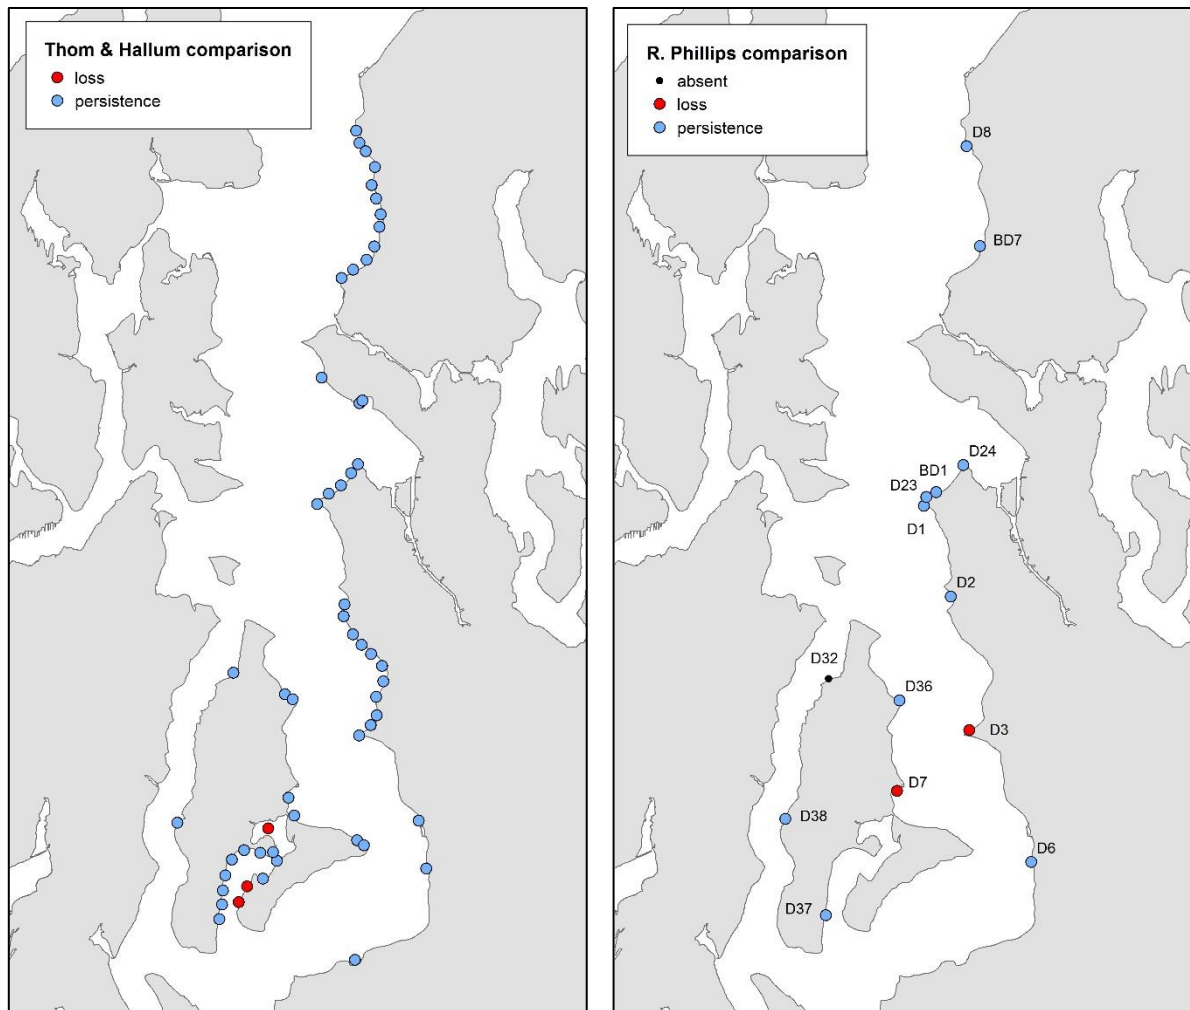 Thom & Hallum comparison
loss
persistence
R. Phillips comparison
absent
loss
persistence
D8
BD7
D24
BD1
D23
D1
D2
D32
D36
D3
D7
D38
D6
D37